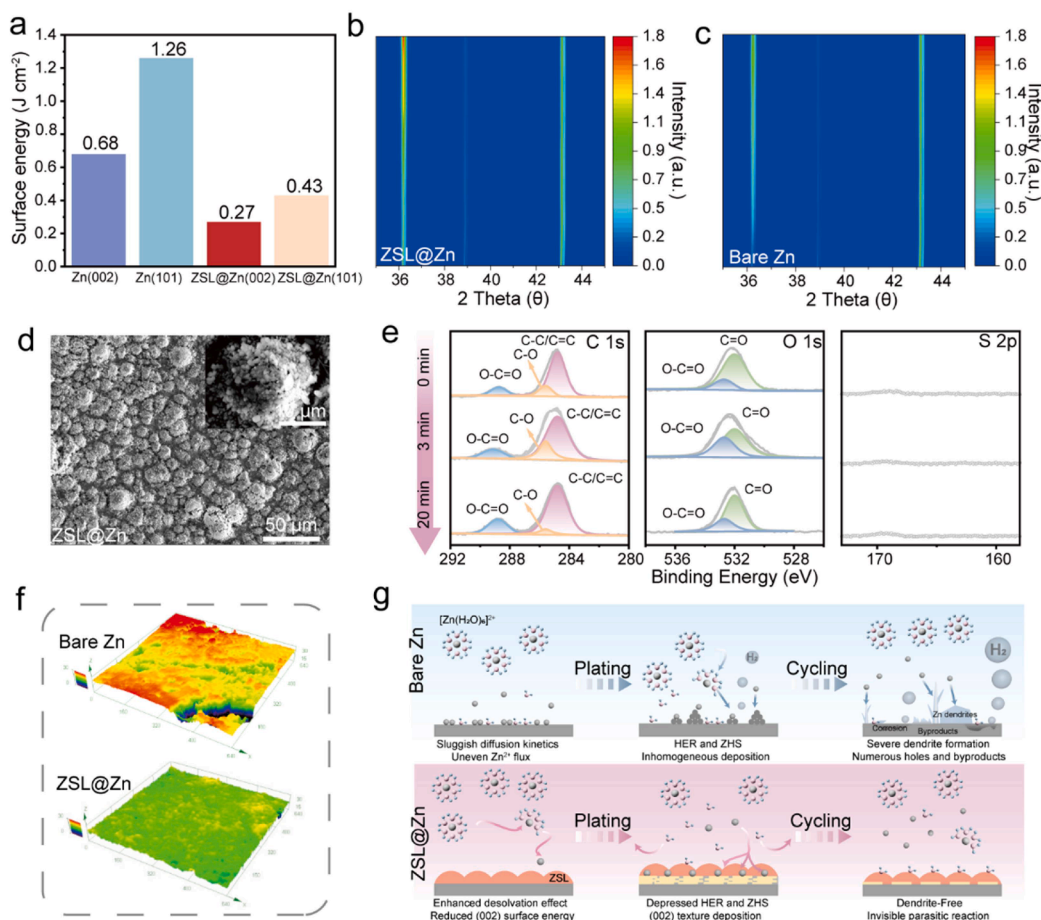 a
Surface energy (J cm⁻²)
1.4
1.2
1.0
0.8
0.6
0.4
0.2
0.0
0.68
1.26
0.27
0.43
Zn(002)
Zn(101)
ZSL@Zn(002)
ZSL@Zn(101)
b
ZSL@Zn
36
38
40
42
44
2 Theta (θ)
1.8
1.6
1.4
1.2
0.9
0.7
0.5
0.2
0.0
Intensity (a.u.)
c
Bare Zn
36
38
40
42
44
2 Theta (θ)
1.8
1.6
1.4
1.2
0.9
0.7
0.5
0.2
0.0
Intensity (a.u.)
d
μm
ZSL@Zn
50 μm
e
0 min
3 min
20 min
C 1s
C-C/C=C
C-O
O-C=O
C-C/C=C
C-O
O-C=O
C-C/C=C
C-O
O-C=O
292
288
284
280
O 1s
C=O
O-C=O
C=O
O-C=O
C=O
O-C=O
536
532
528
S 2p
170
160
Binding Energy (eV)
f
Bare Zn
ZSL@Zn
g
Bare Zn
[Zn(H₂O)₆]²⁺
Plating
H₂
Cycling
H₂
Zn dendrites
Corrosion
Byproducts
Sluggish diffusion kinetics
Uneven Zn²⁺ flux
HER and ZHS
Inhomogeneous deposition
Severe dendrite formation
Numerous holes and byproducts
ZSL@Zn
Plating
Cycling
ZSL
Enhanced desolvation effect
Reduced (002) surface energy
Depressed HER and ZHS
(002) texture deposition
Dendrite-Free
Invisible parasitic reaction